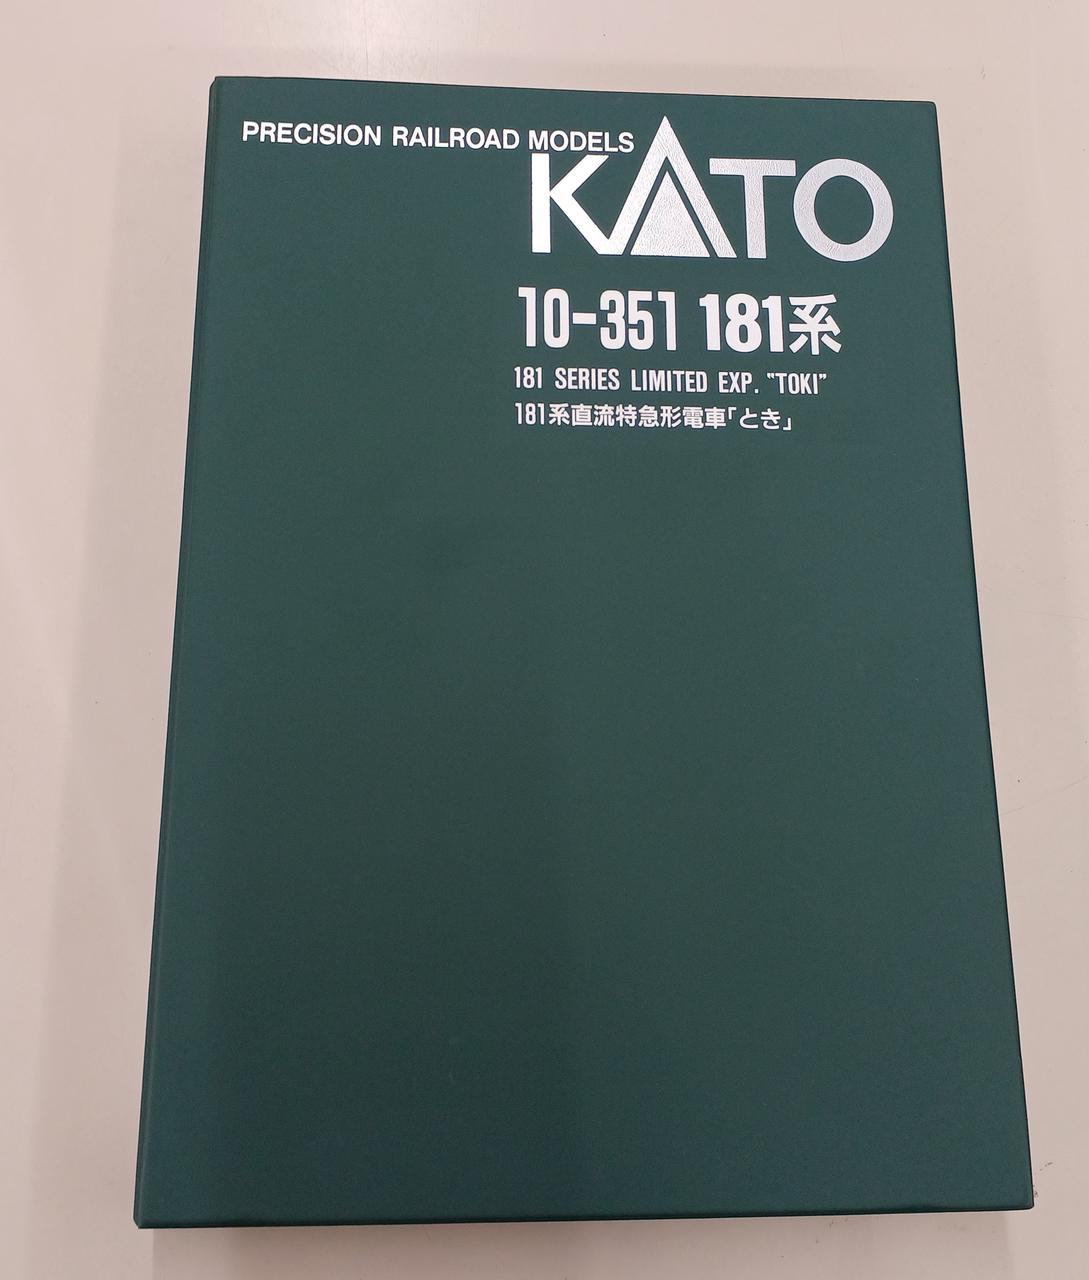 PRECISION RAILROAD MODELS
KATO
10-351 181系
181 SERIES LIMITED EXP. "TOKI"
181系直流特急形電車「とき」